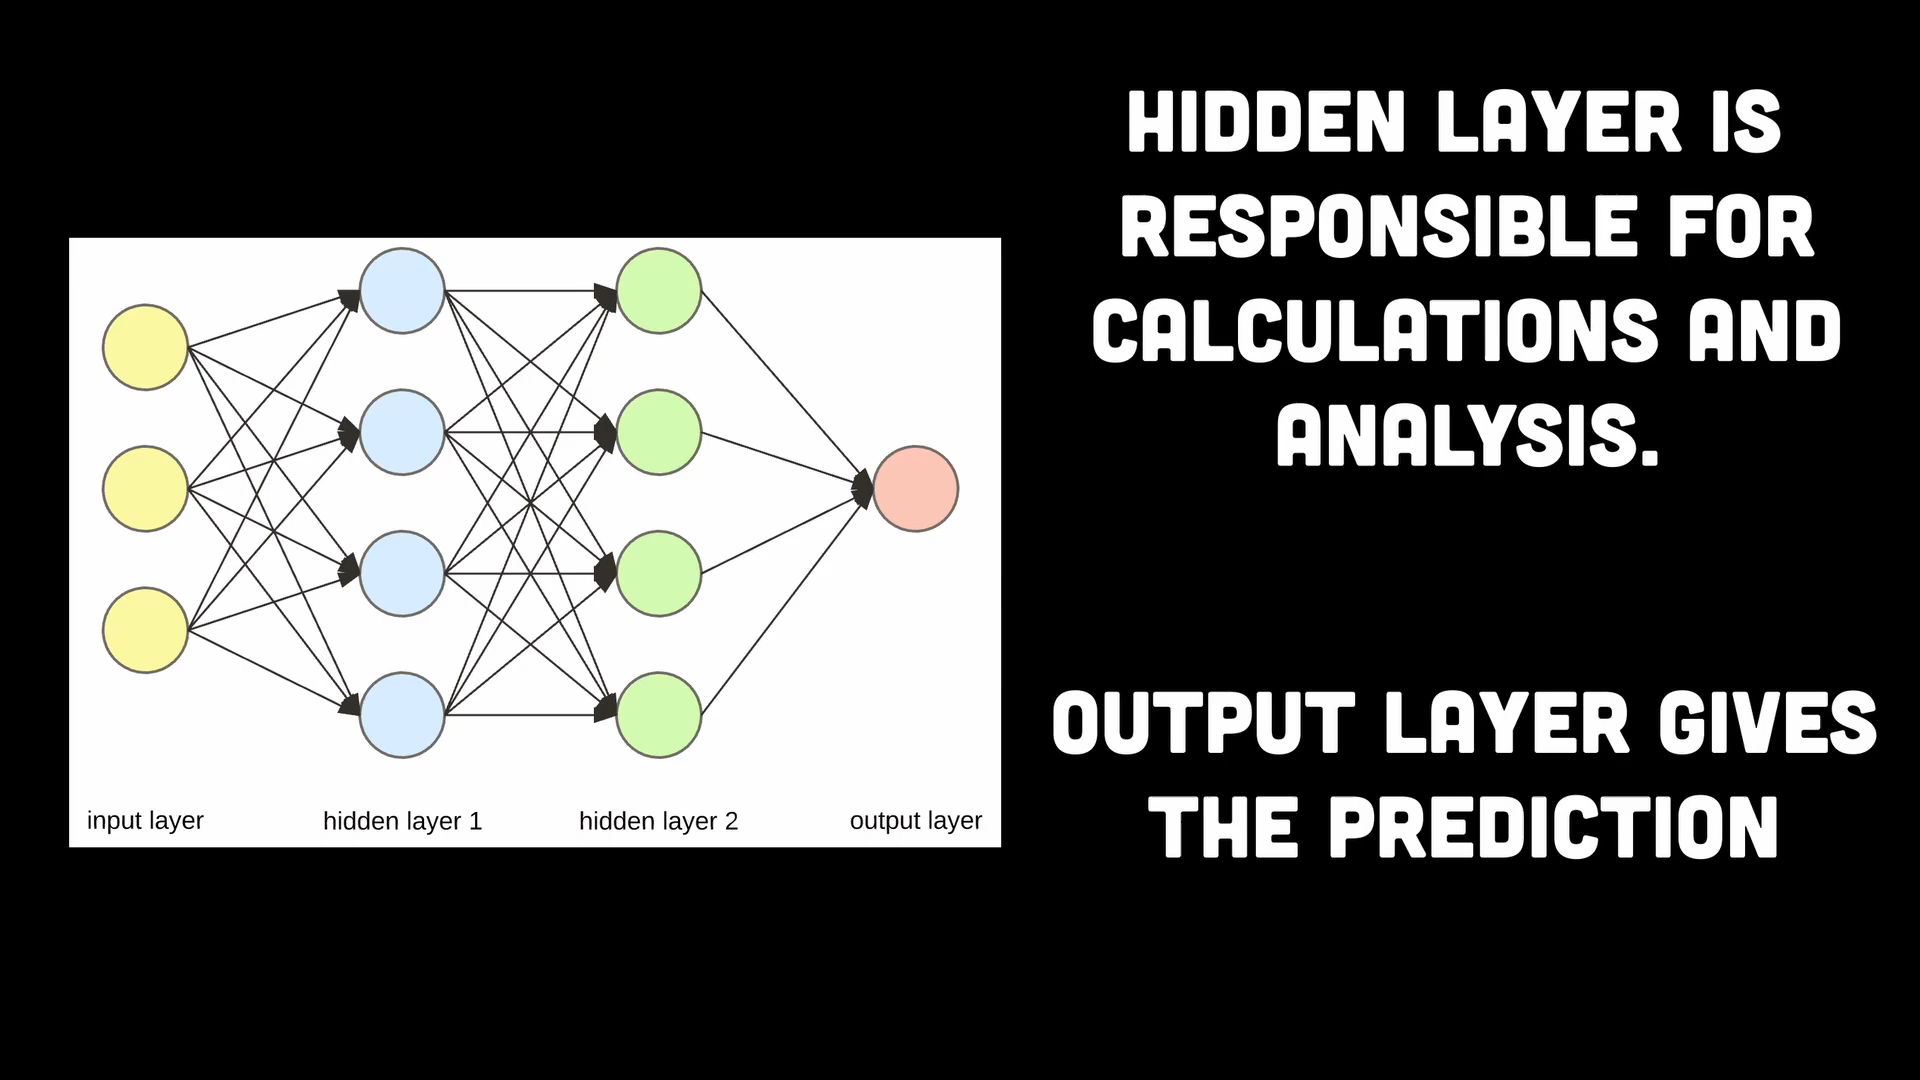 HIDDEN LAYER IS
RESPONSIBLE FOR
CALCULATIONS AND
ANALYSIS.
OUTPUT LAYER GIVES
THE PREDICTION
input layer
hidden layer 1
hidden layer 2
output layer